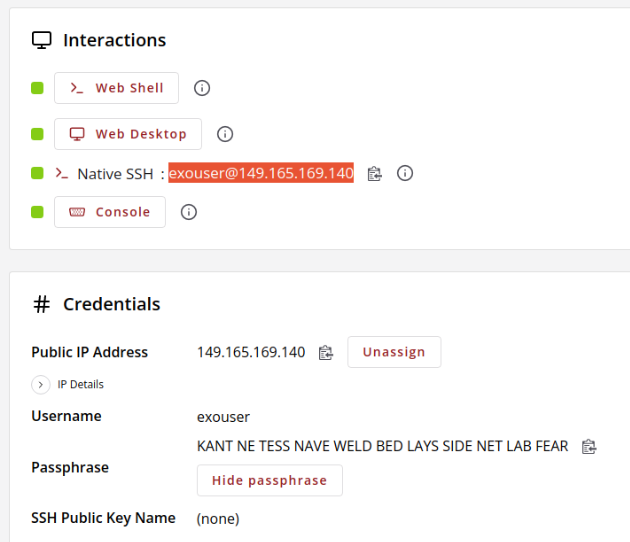 Interactions
Web Shell
Web Desktop
Native SSH : exouser@149.165.169.140
Console
Credentials
Public IP Address 149.165.169.140 Unassign
IP Details
Username exouser
KANT NE TESS NAVE WELD BED LAYS SIDE NET LAB FEAR
Passphrase
Hide passphrase
SSH Public Key Name (none)